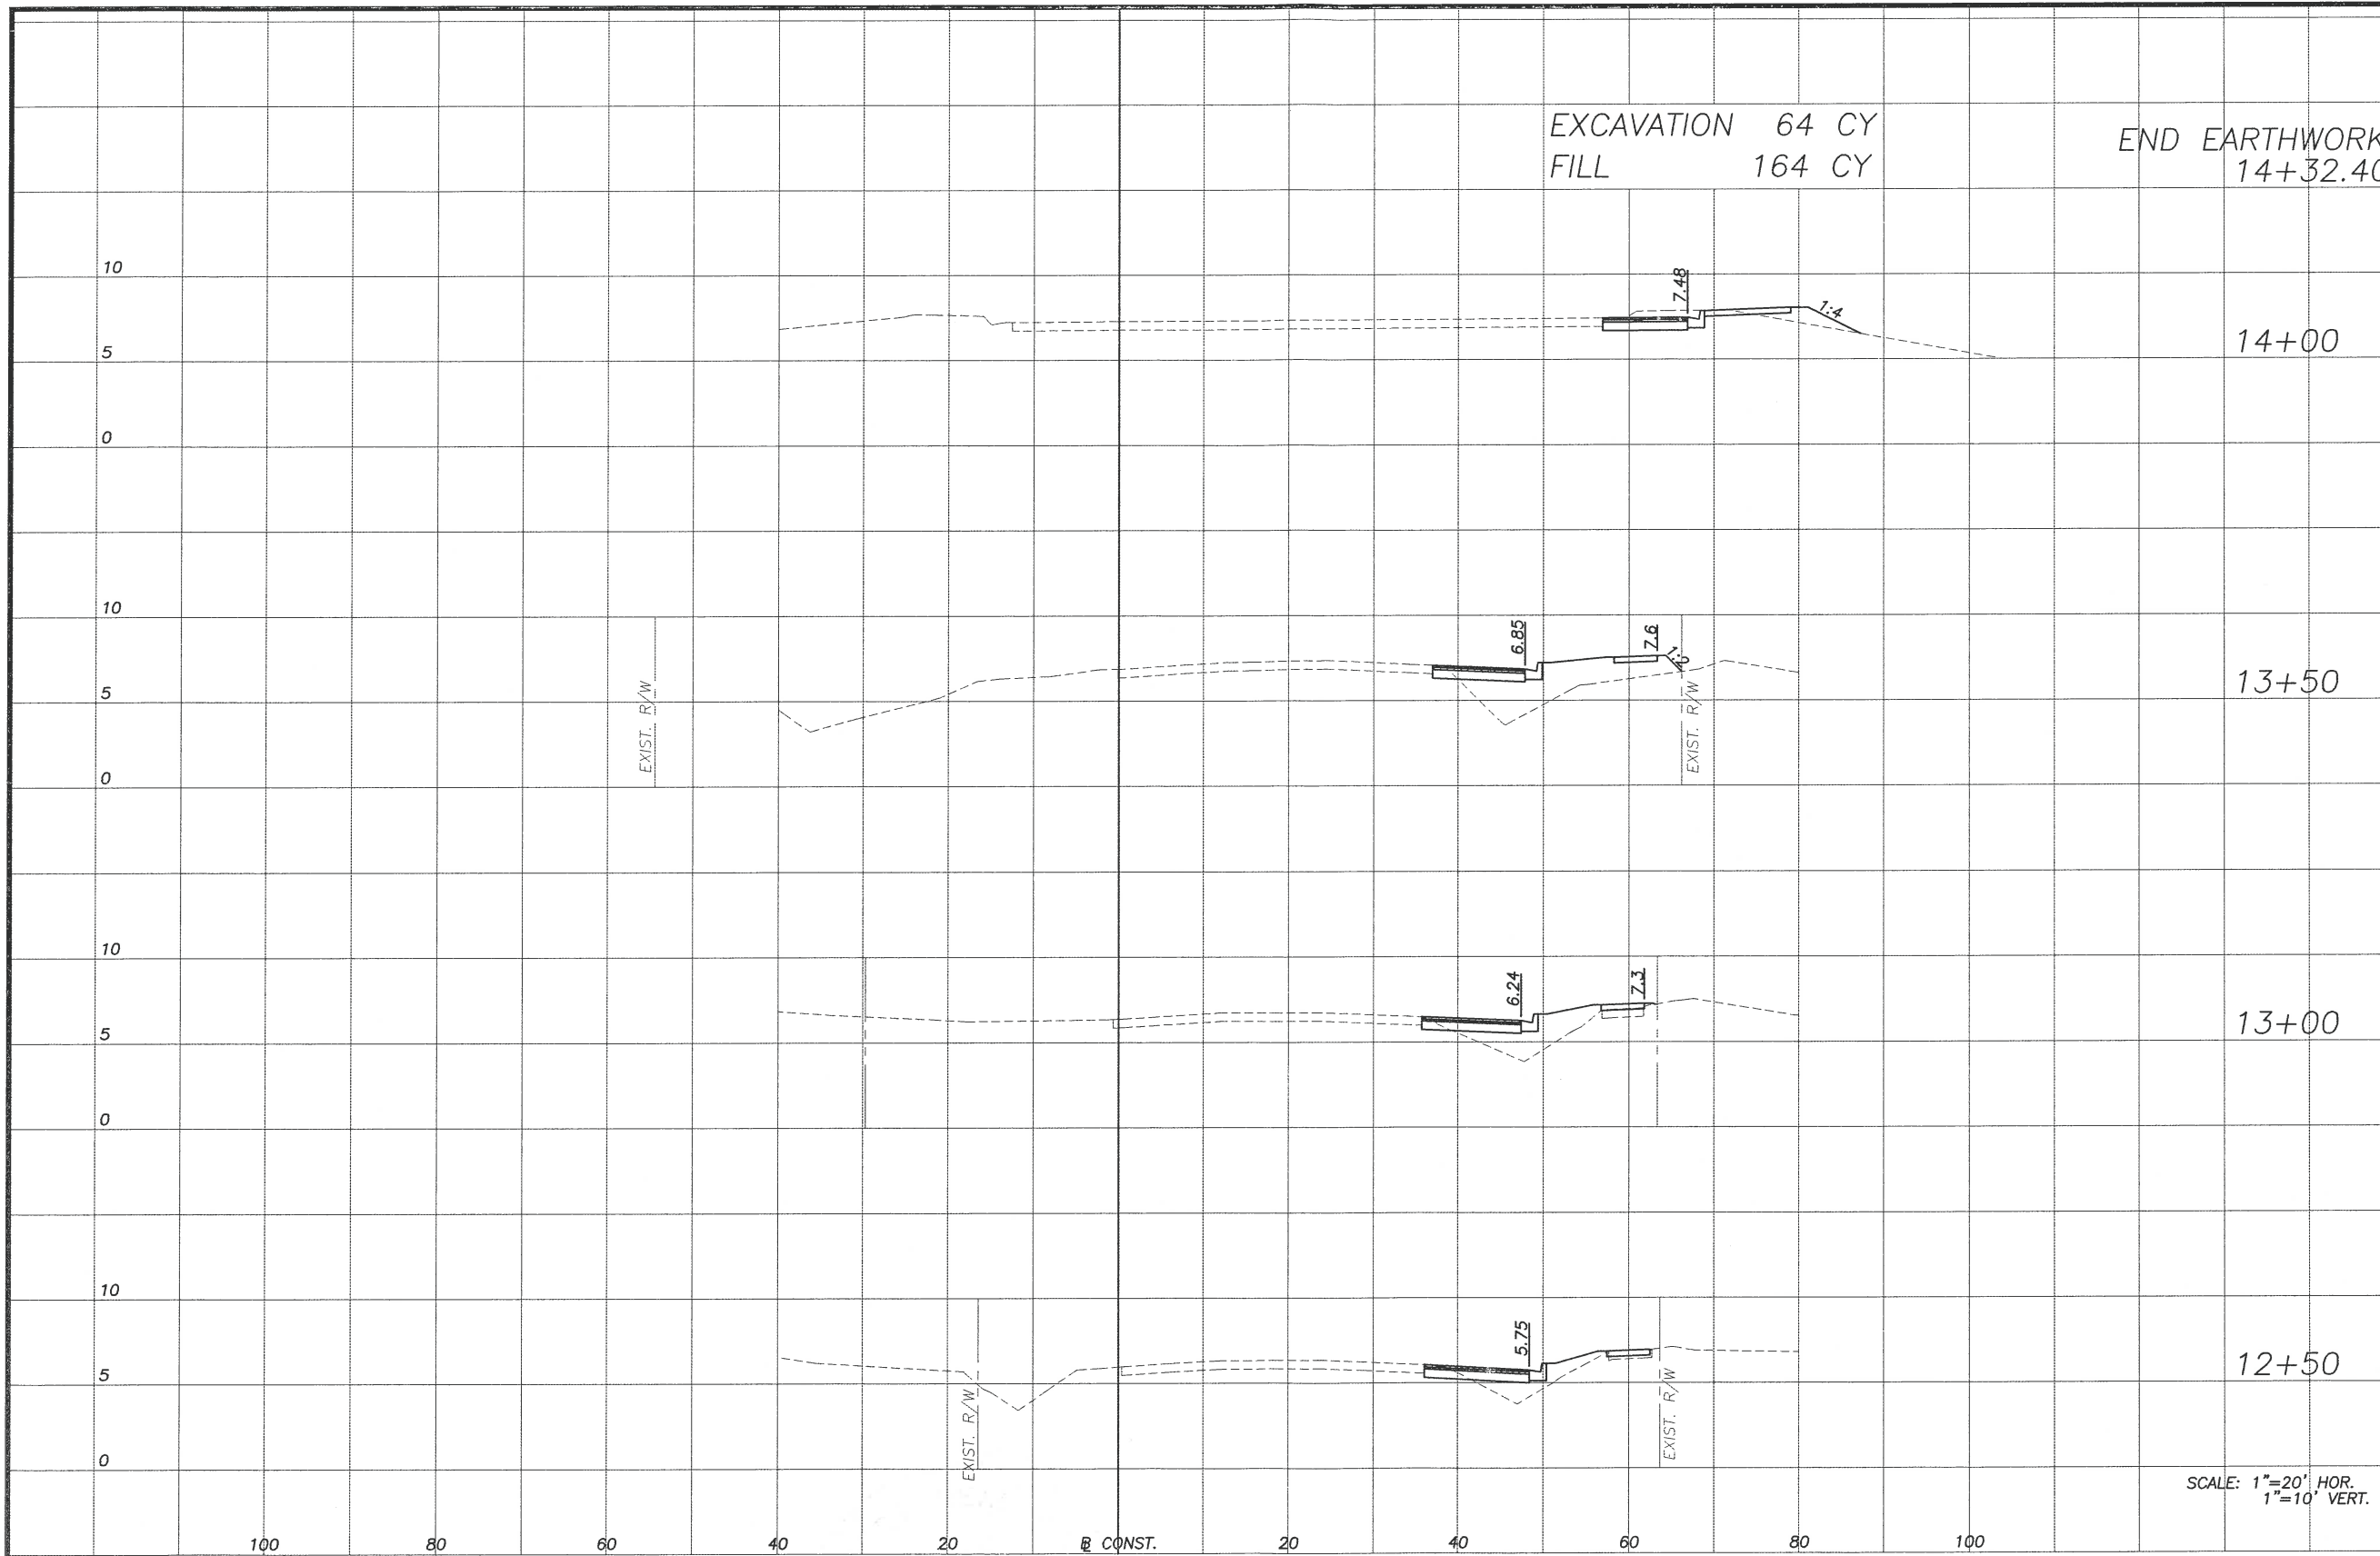 EXCAVATION 64 CY
FILL 164 CY
END EARTHWORK
14+32.40
10
7.48
1:4
5
14+00
0
10
6.85
7.6
1:2
5
EXIST. R/W
EXIST. R/W
13+50
0
10
6.24
7.3
5
13+00
0
10
5.75
5
EXIST. R/W
EXIST. R/W
12+50
0
SCALE: 1"=20' HOR.
1"=10' VERT.
100 80 60 40 20 B CONST. 20 40 60 80 100